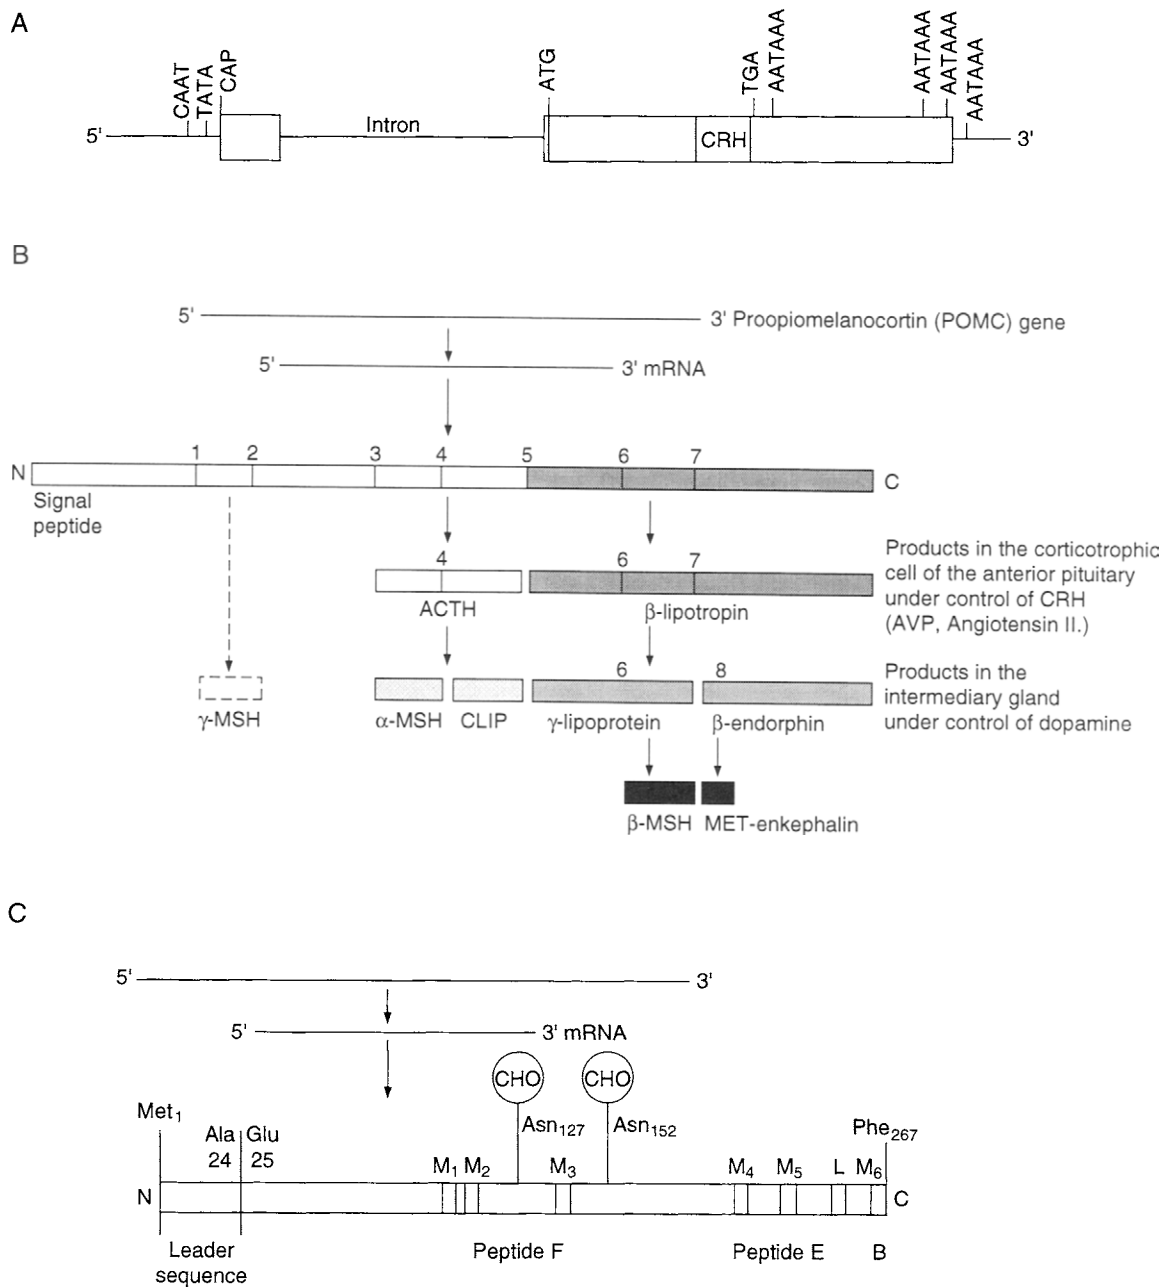 A
CAAT
TATA
CAP
ATG
TGA
AATAAA
AATAAA
AATAAA
AATAAA
5'
Intron
CRH
3'
B
5'
3' Proopiomelanocortin (POMC) gene
5'
3' mRNA
1 2 3 4 5 6 7
N
C
Signal
peptide
4 6 7
ACTH
β-lipotropin
Products in the corticotrophic
cell of the anterior pituitary
under control of CRH
(AVP, Angiotensin II.)
6 8
γ-MSH
α-MSH
CLIP
γ-lipoprotein
β-endorphin
Products in the
intermediary gland
under control of dopamine
β-MSH
MET-enkephalin
C
5'
3'
5'
3' mRNA
CHO
CHO
Met1
Ala
24
Glu
25
Asn127
Asn152
Phe267
M1 M2 M3 M4 M5 L M6
N
C
Leader
sequence
Peptide F
Peptide E
B